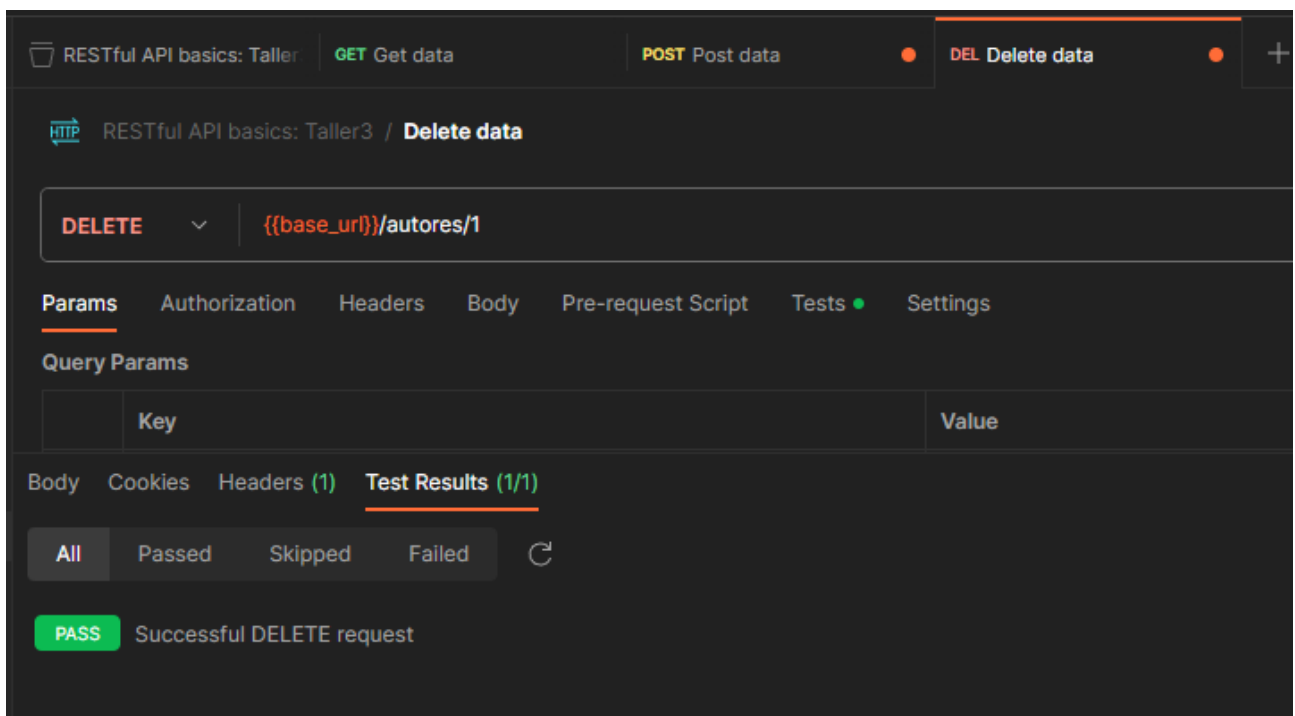 RESTful API basics: Taller GET Get data POST Post data DEL Delete data
HTTP RESTful API basics: Taller3 / Delete data
DELETE {{base_url}}/autores/1
Params Authorization Headers Body Pre-request Script Tests Settings
Query Params
Key Value
Body Cookies Headers (1) Test Results (1/1)
All Passed Skipped Failed
PASS Successful DELETE request